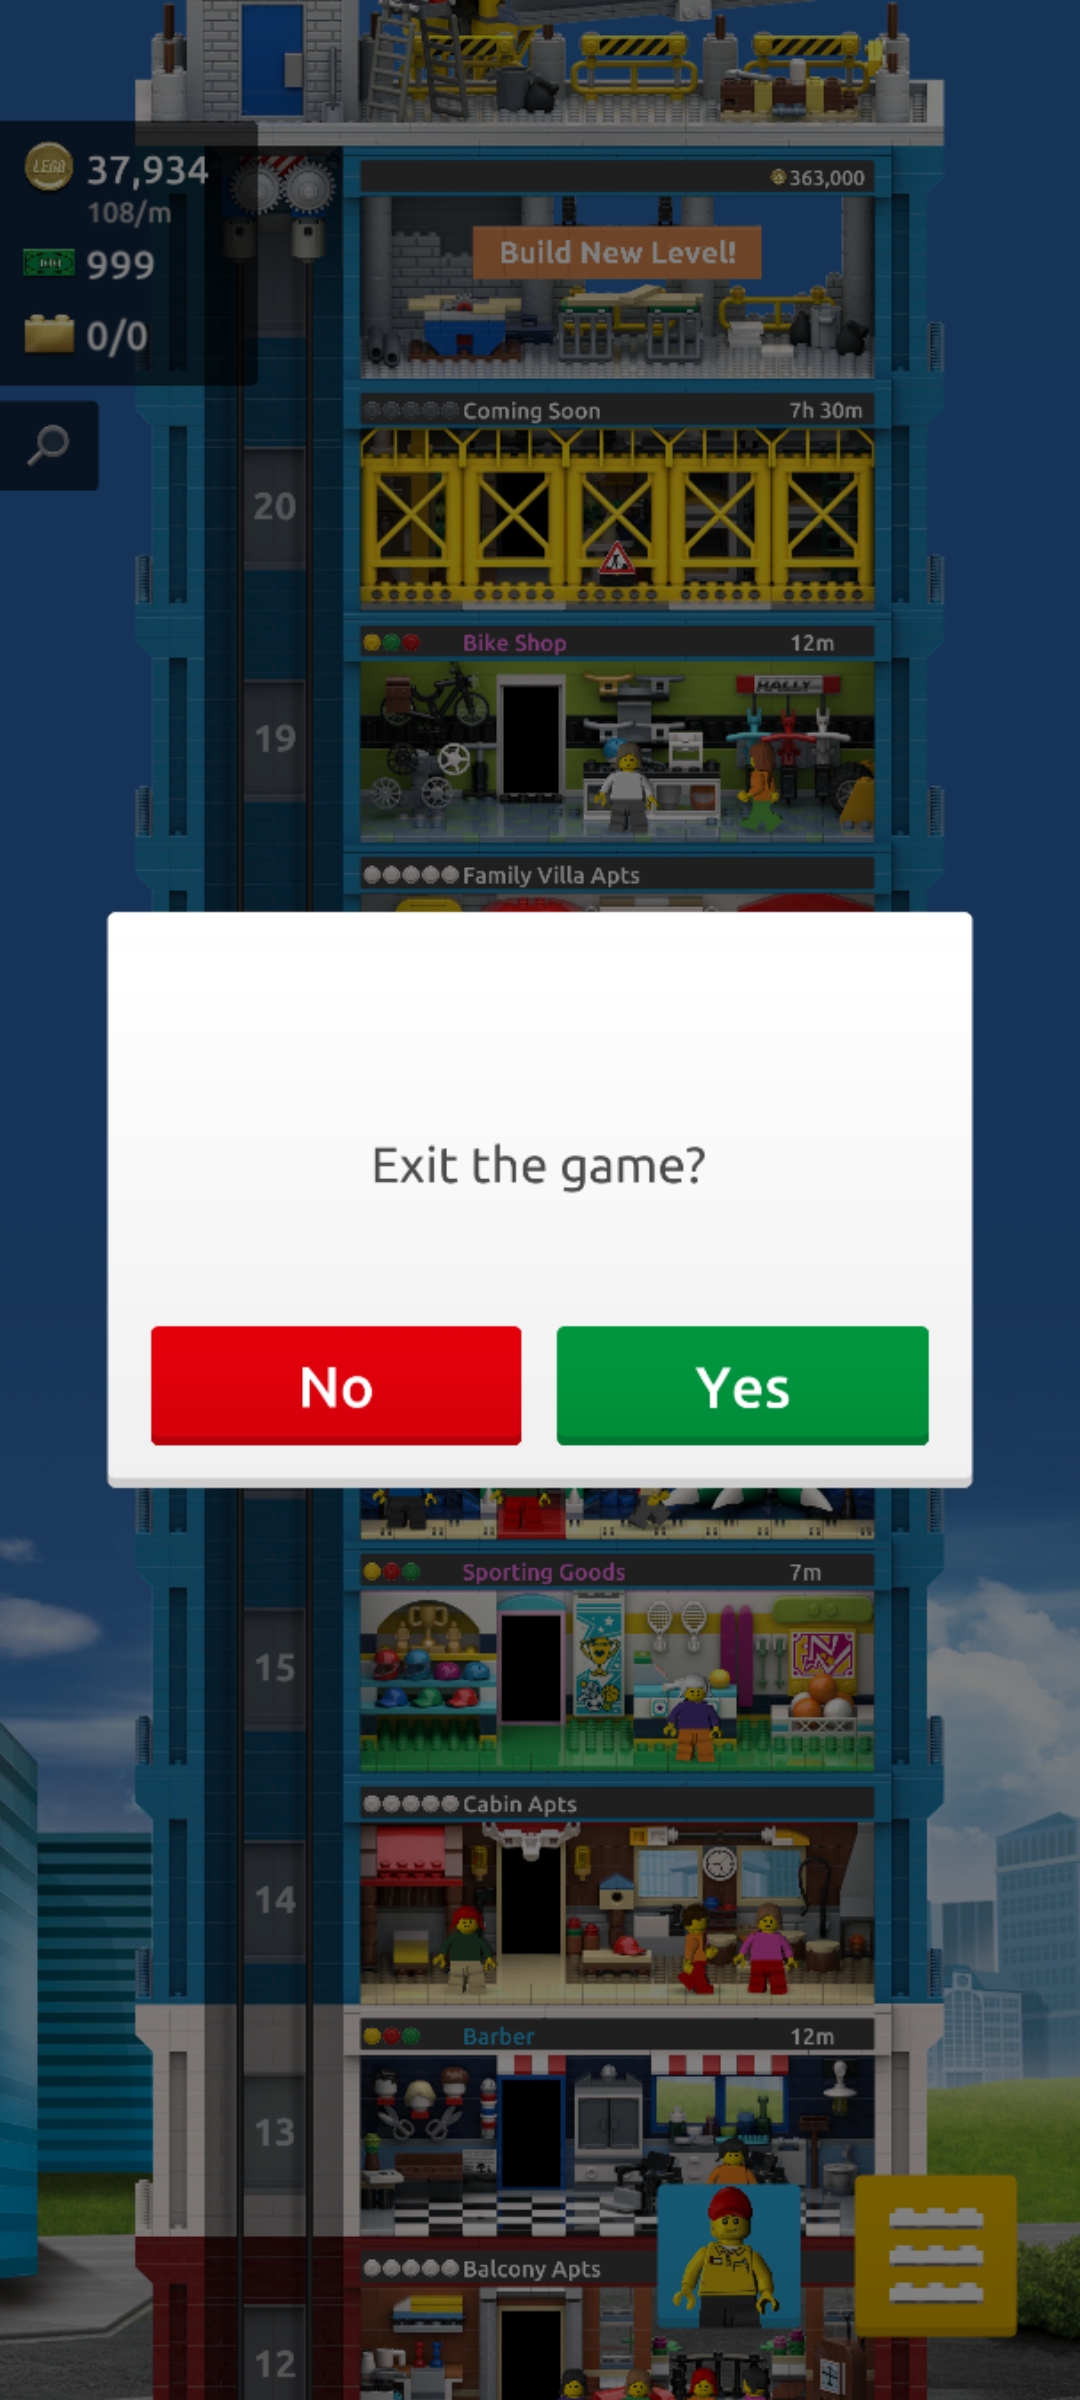 LEGO
37,934
108/m
999
0/0
363,000
Build New Level!
Coming Soon
7h 30m
20
Bike Shop
12m
RALLY
19
Family Villa Apts
Exit the game?
No
Yes
Sporting Goods
7m
15
Cabin Apts
14
Barber
12m
13
Balcony Apts
12